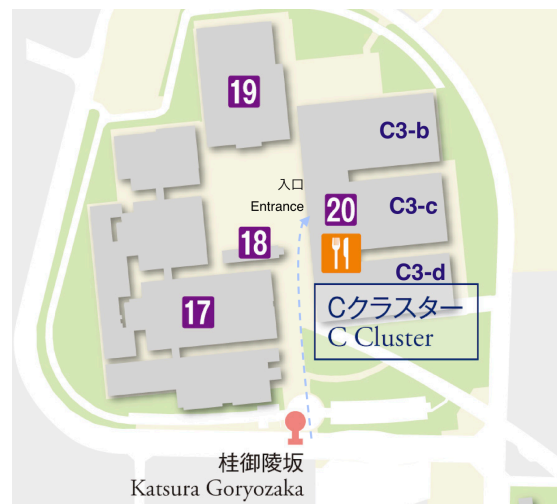 19
C3-b
入口
Entrance
20
C3-c
18
C3-d
17
Cクラスター
C Cluster
桂御陵坂
Katsura Goryozaka